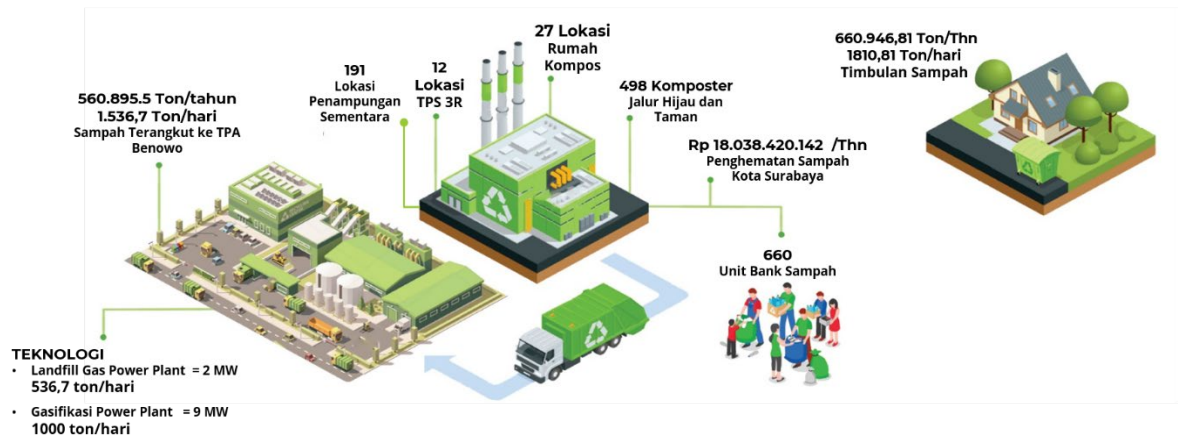 560.895.5 Ton/tahun
1.536,7 Ton/hari
Sampah Terangkut ke TPA
Benowo
191
Lokasi
Penampungan
Sementara
12
Lokasi
TPS 3R
27 Lokasi
Rumah
Kompos
498 Komposter
Jalur Hijau dan
Taman
Rp 18.038.420.142 /Thn
Penghematan Sampah
Kota Surabaya
660
Unit Bank Sampah
660.946,81 Ton/Thn
1810,81 Ton/hari
Timbulan Sampah
TEKNOLOGI
• Landfill Gas Power Plant = 2 MW
536,7 ton/hari
• Gasifikasi Power Plant = 9 MW
1000 ton/hari